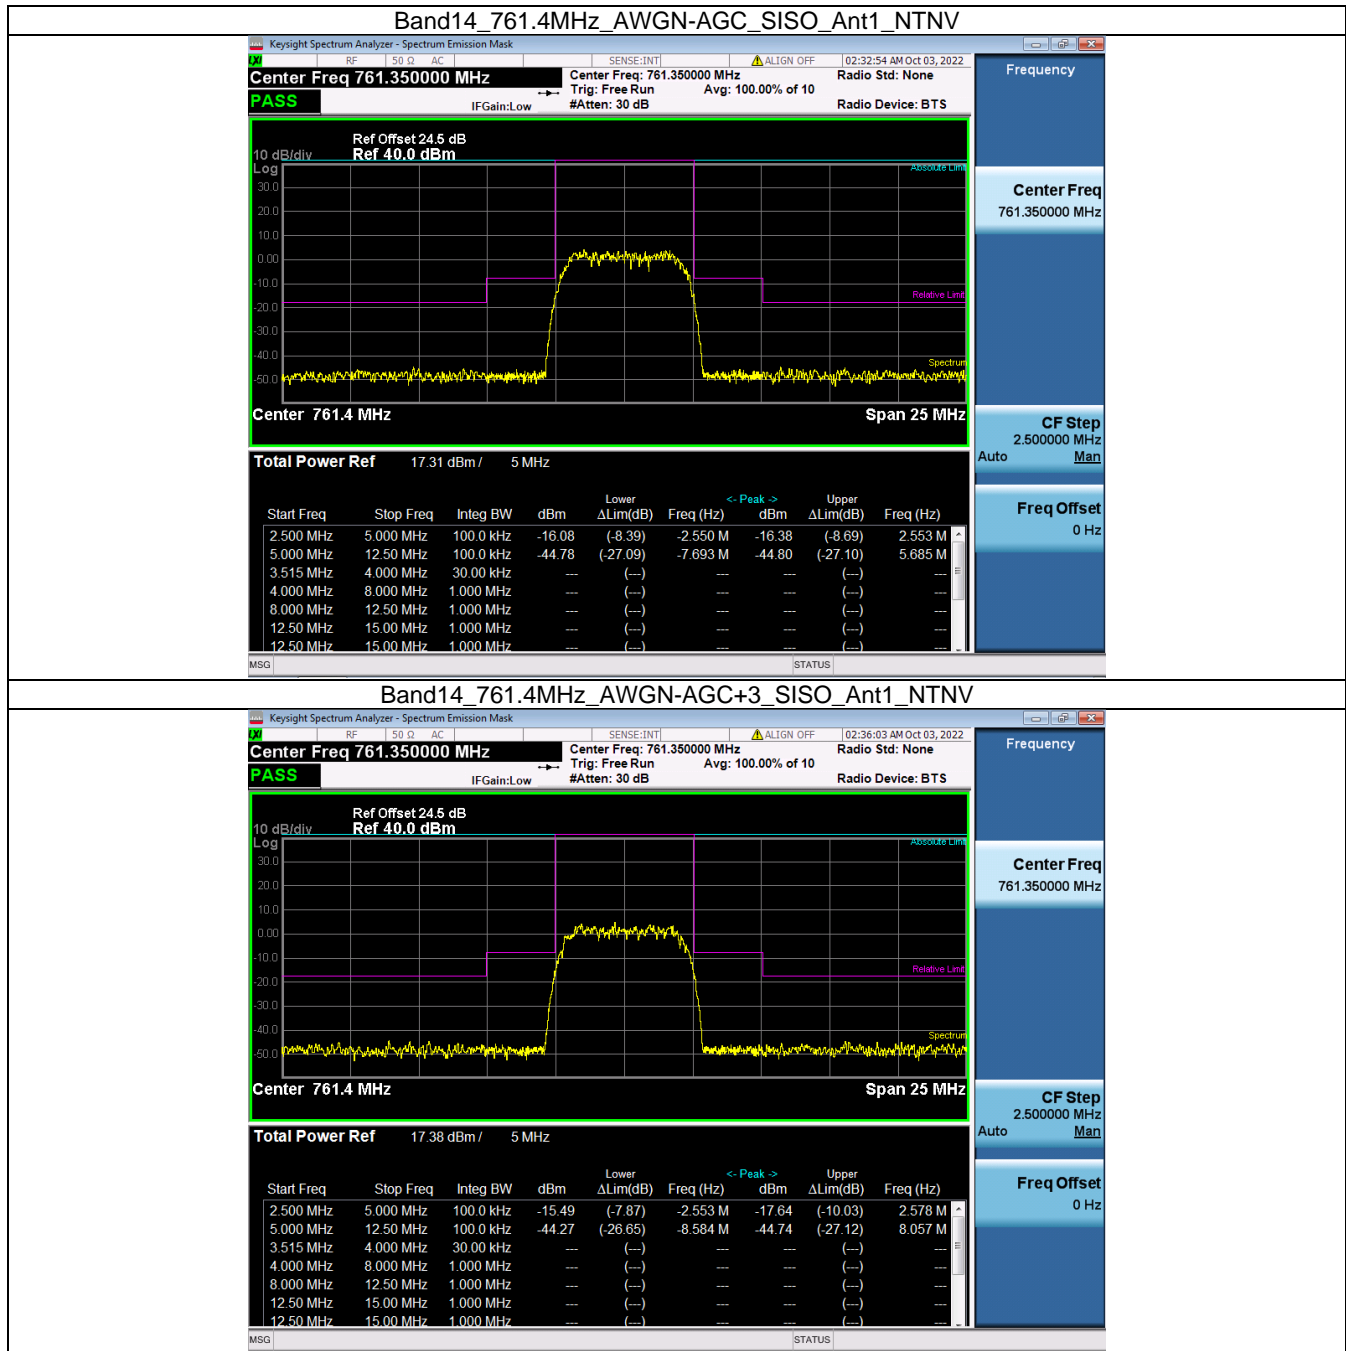 Band14_761.4MHz_AWGN-AGC_SISO_Ant1_NTNV
Keysight Spectrum Analyzer - Spectrum Emission Mask
LXI RF 50 Ω AC SENSE:INT ALIGN OFF 02:32:54 AM Oct 03, 2022
Center Freq 761.350000 MHz Center Freq: 761.350000 MHz Radio Std: None
Trig: Free Run Avg: 100.00% of 10
PASS IFGain:Low #Atten: 30 dB Radio Device: BTS
Ref Offset 24.5 dB
10 dB/div Ref 40.0 dBm
Log
Absolute Limit
30.0
20.0
10.0
0.00
-10.0
Relative Limit
-20.0
-30.0
-40.0
Spectrum
-50.0
Center 761.4 MHz Span 25 MHz
Total Power Ref 17.31 dBm / 5 MHz
Lower <- Peak -> Upper
Start Freq Stop Freq Integ BW dBm ΔLim(dB) Freq (Hz) dBm ΔLim(dB) Freq (Hz)
2.500 MHz 5.000 MHz 100.0 kHz -16.08 (-8.39) -2.550 M -16.38 (-8.69) 2.553 M
5.000 MHz 12.50 MHz 100.0 kHz -44.78 (-27.09) -7.693 M -44.80 (-27.10) 5.685 M
3.515 MHz 4.000 MHz 30.00 kHz --- (---) --- --- (---) ---
4.000 MHz 8.000 MHz 1.000 MHz --- (---) --- --- (---) ---
8.000 MHz 12.50 MHz 1.000 MHz --- (---) --- --- (---) ---
12.50 MHz 15.00 MHz 1.000 MHz --- (---) --- --- (---) ---
12.50 MHz 15.00 MHz 1.000 MHz --- (---) --- --- (---) ---
MSG STATUS
Frequency
Center Freq
761.350000 MHz
CF Step
2.500000 MHz
Auto Man
Freq Offset
0 Hz
Band14_761.4MHz_AWGN-AGC+3_SISO_Ant1_NTNV
Keysight Spectrum Analyzer - Spectrum Emission Mask
LXI RF 50 Ω AC SENSE:INT ALIGN OFF 02:36:03 AM Oct 03, 2022
Center Freq 761.350000 MHz Center Freq: 761.350000 MHz Radio Std: None
Trig: Free Run Avg: 100.00% of 10
PASS IFGain:Low #Atten: 30 dB Radio Device: BTS
Ref Offset 24.5 dB
10 dB/div Ref 40.0 dBm
Log
Absolute Limit
30.0
20.0
10.0
0.00
-10.0
Relative Limit
-20.0
-30.0
-40.0
Spectrum
-50.0
Center 761.4 MHz Span 25 MHz
Total Power Ref 17.38 dBm / 5 MHz
Lower <- Peak -> Upper
Start Freq Stop Freq Integ BW dBm ΔLim(dB) Freq (Hz) dBm ΔLim(dB) Freq (Hz)
2.500 MHz 5.000 MHz 100.0 kHz -15.49 (-7.87) -2.553 M -17.64 (-10.03) 2.578 M
5.000 MHz 12.50 MHz 100.0 kHz -44.27 (-26.65) -8.584 M -44.74 (-27.12) 8.057 M
3.515 MHz 4.000 MHz 30.00 kHz --- (---) --- --- (---) ---
4.000 MHz 8.000 MHz 1.000 MHz --- (---) --- --- (---) ---
8.000 MHz 12.50 MHz 1.000 MHz --- (---) --- --- (---) ---
12.50 MHz 15.00 MHz 1.000 MHz --- (---) --- --- (---) ---
12.50 MHz 15.00 MHz 1.000 MHz --- (---) --- --- (---) ---
MSG STATUS
Frequency
Center Freq
761.350000 MHz
CF Step
2.500000 MHz
Auto Man
Freq Offset
0 Hz